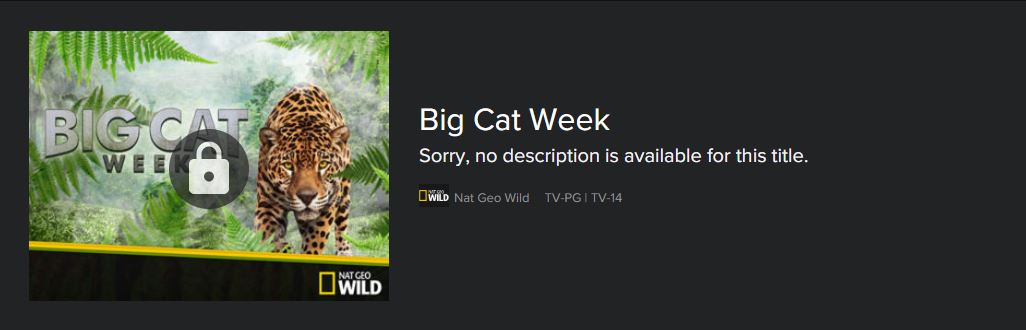 BIG CAT
WEEK
NAT GEO
WILD
Big Cat Week
Sorry, no description is available for this title.
NAT GEO
WILD Nat Geo Wild TV-PG | TV-14